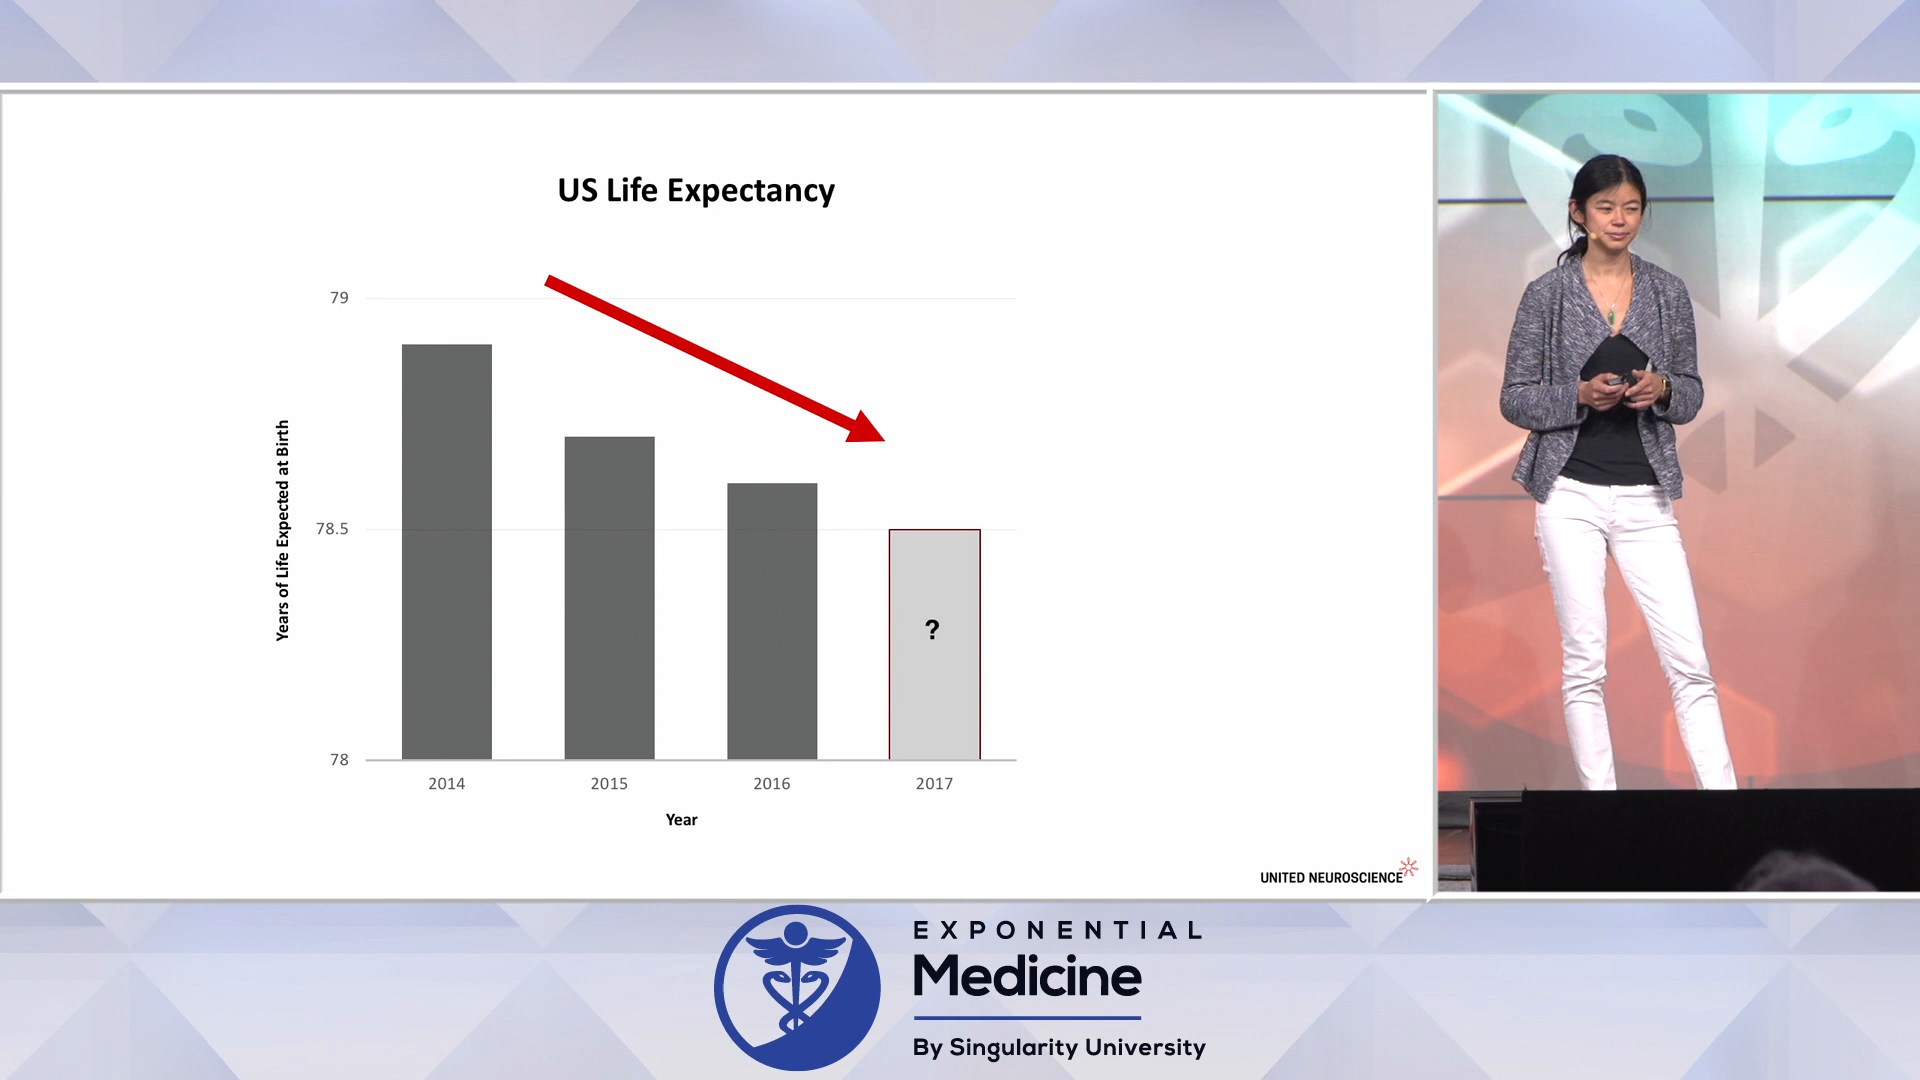 US Life Expectancy
Years of Life Expected at Birth
79
78.5
78
?
2014 2015 2016 2017
Year
UNITED NEUROSCIENCE
EXPONENTIAL
Medicine
By Singularity University